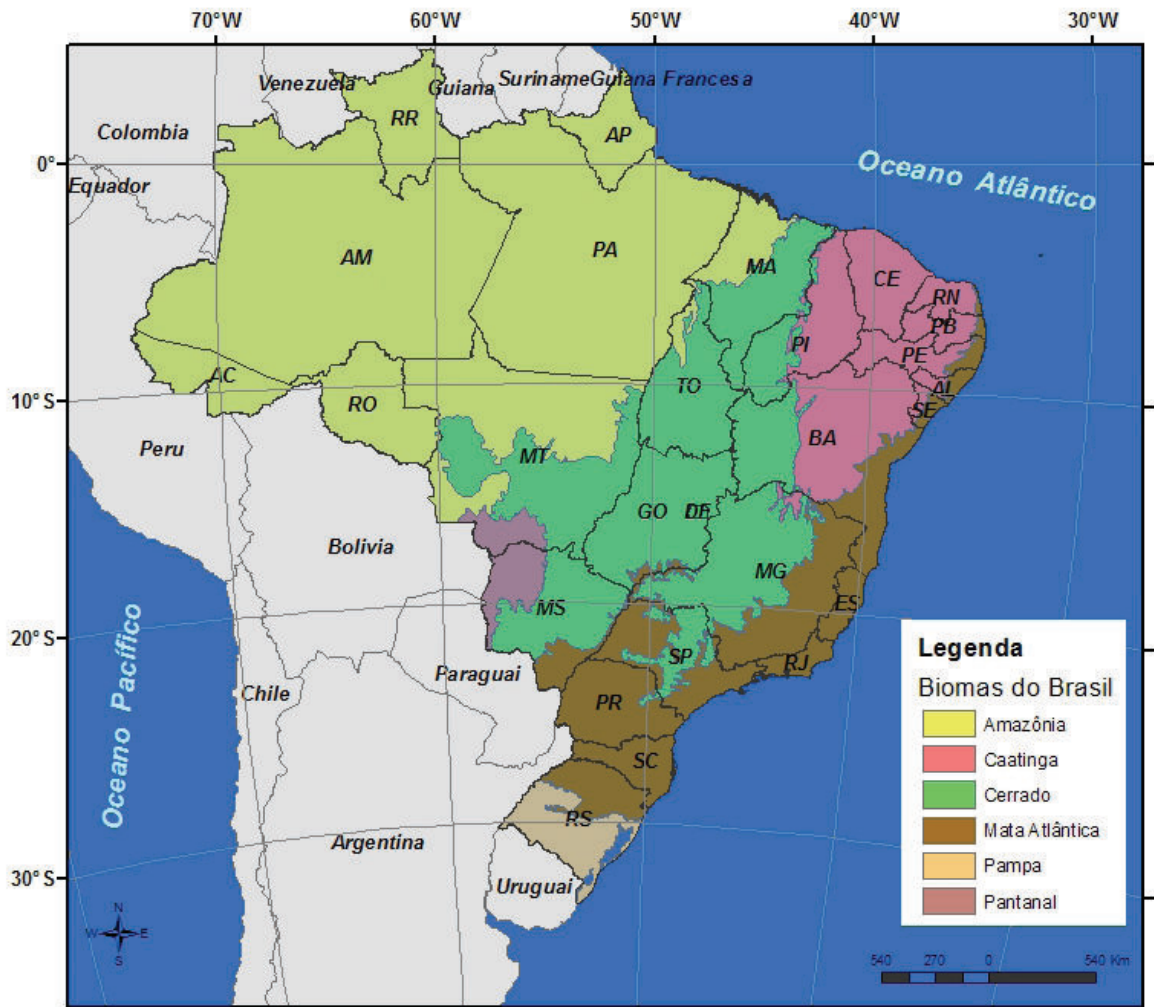 70°W 60°W 50°W 40°W 30°W
Venezuela
Guiana
Suriname
Guiana Francesa
Colombia
RR
AP
0°
Equador
Oceano Atlântico
AM
PA
MA
CE
RN
PB
PI
PE
AC
AL
TO
SE
10°S
RO
BA
Peru
MT
GO
DF
Bolivia
MG
MS
ES
20°S
SP
RJ
Paraguai
Oceano Pacífico
Chile
PR
SC
RS
Argentina
30°S
Uruguai
Legenda
Biomas do Brasil
Amazônia
Caatinga
Cerrado
Mata Atlântica
Pampa
Pantanal
N
W E
S
540 270 0 540 Km